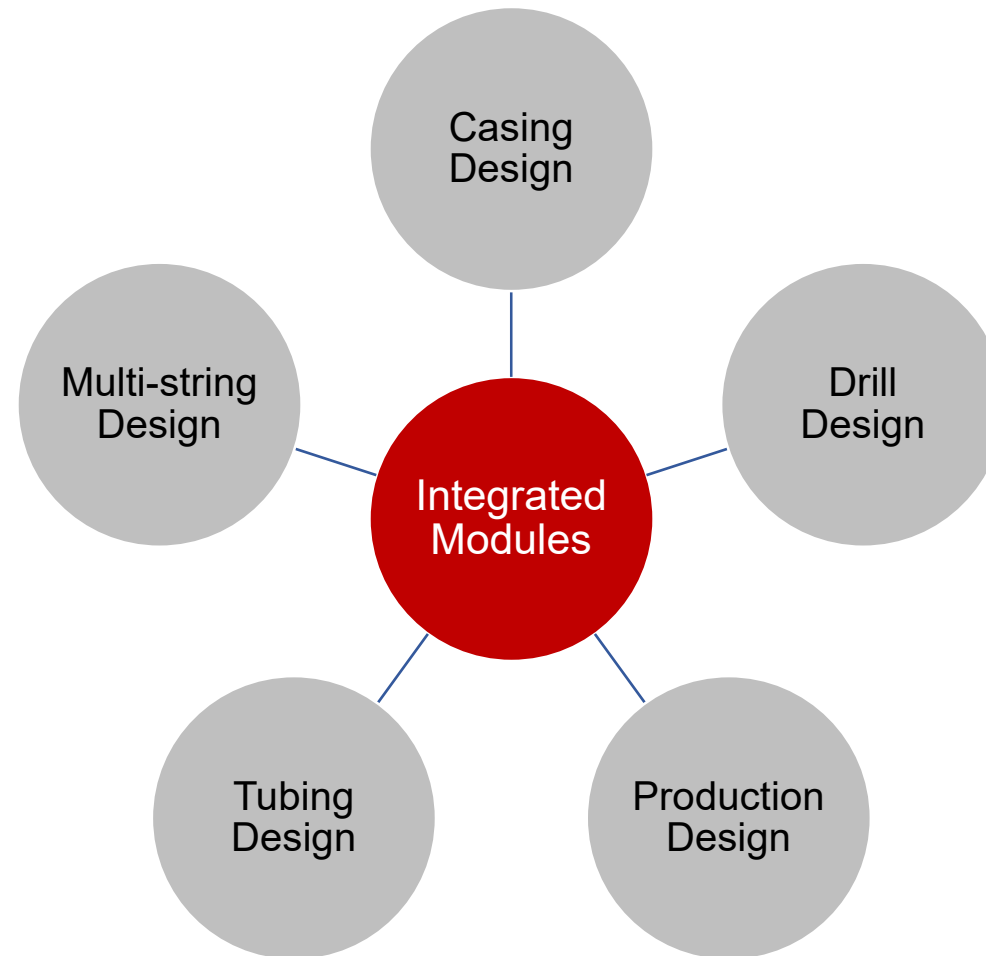 Casing
Design
Multi-string
Design
Drill
Design
Integrated
Modules
Tubing
Design
Production
Design